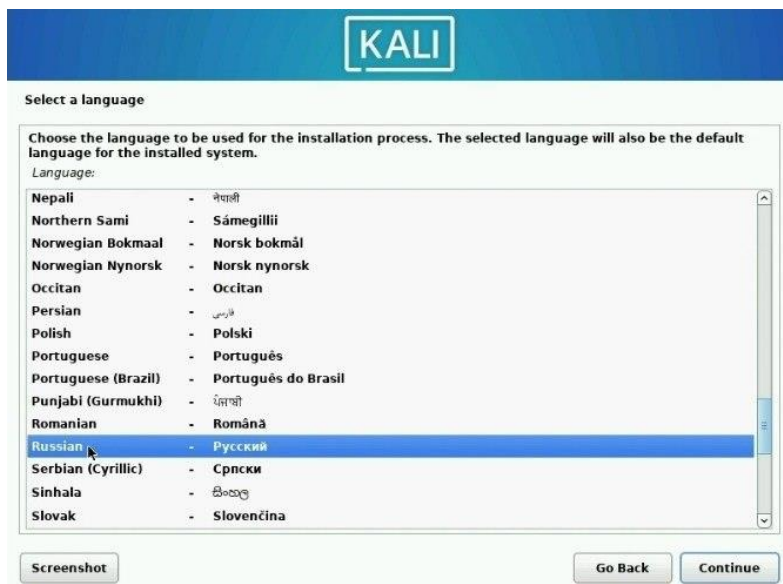 KALI
Select a language
Choose the language to be used for the installation process. The selected language will also be the default
language for the installed system.
Language:
Nepali - नेपाली
Northern Sami - Sámegillii
Norwegian Bokmaal - Norsk bokmål
Norwegian Nynorsk - Norsk nynorsk
Occitan - Occitan
Persian - فارسی
Polish - Polski
Portuguese - Português
Portuguese (Brazil) - Português do Brasil
Punjabi (Gurmukhi) - ਪੰਜਾਬੀ
Romanian - Română
Russian - Русский
Serbian (Cyrillic) - Српски
Sinhala - සිංහල
Slovak - Slovenčina
Screenshot Go Back Continue